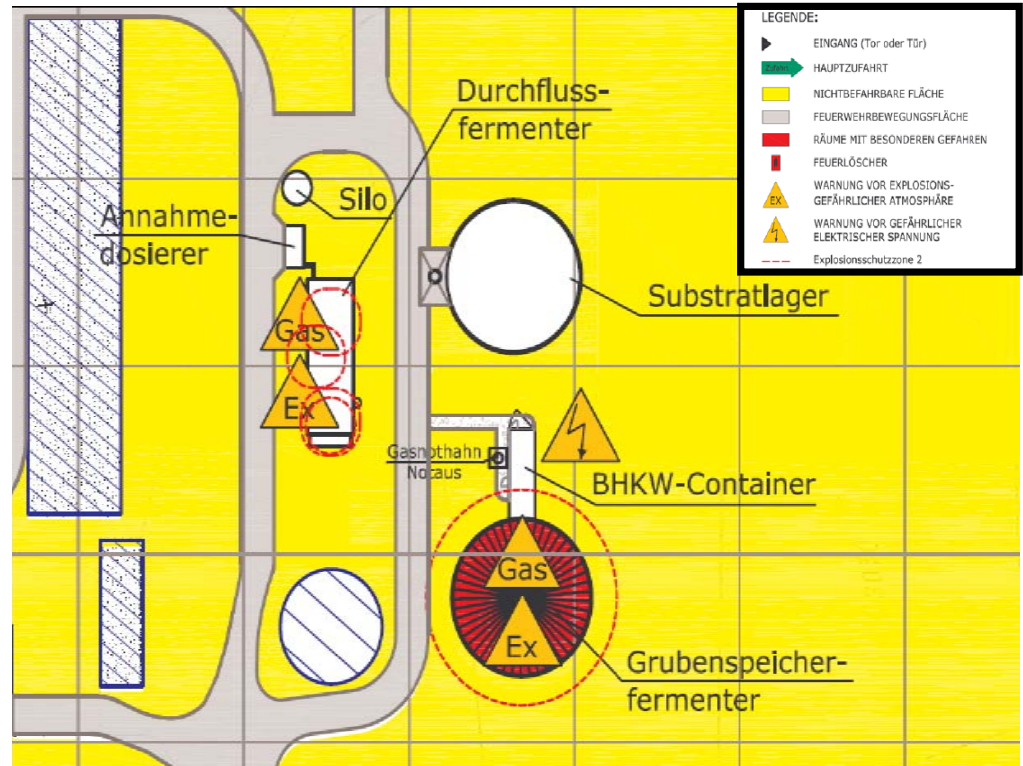 LEGENDE:
EINGANG (Tor oder Tür)
HAUPTZUFAHRT
NICHTBEFAHRBARE FLÄCHE
FEUERWEHRBEWEGUNGSFLÄCHE
RÄUME MIT BESONDEREN GEFAHREN
FEUERLÖSCHER
EX
WARNUNG VOR EXPLOSIONS-
GEFÄHRLICHER ATMOSPHÄRE
WARNUNG VOR GEFÄHRLICHER
ELEKTRISCHER SPANNUNG
Explosionsschutzzone 2
Durchfluss-
fermenter
Silo
Annahme-
dosierer
Substratlager
Gas
Ex
Gasnothahn
Notaus
BHKW-Container
Gas
Ex
Grubenspeicher-
fermenter